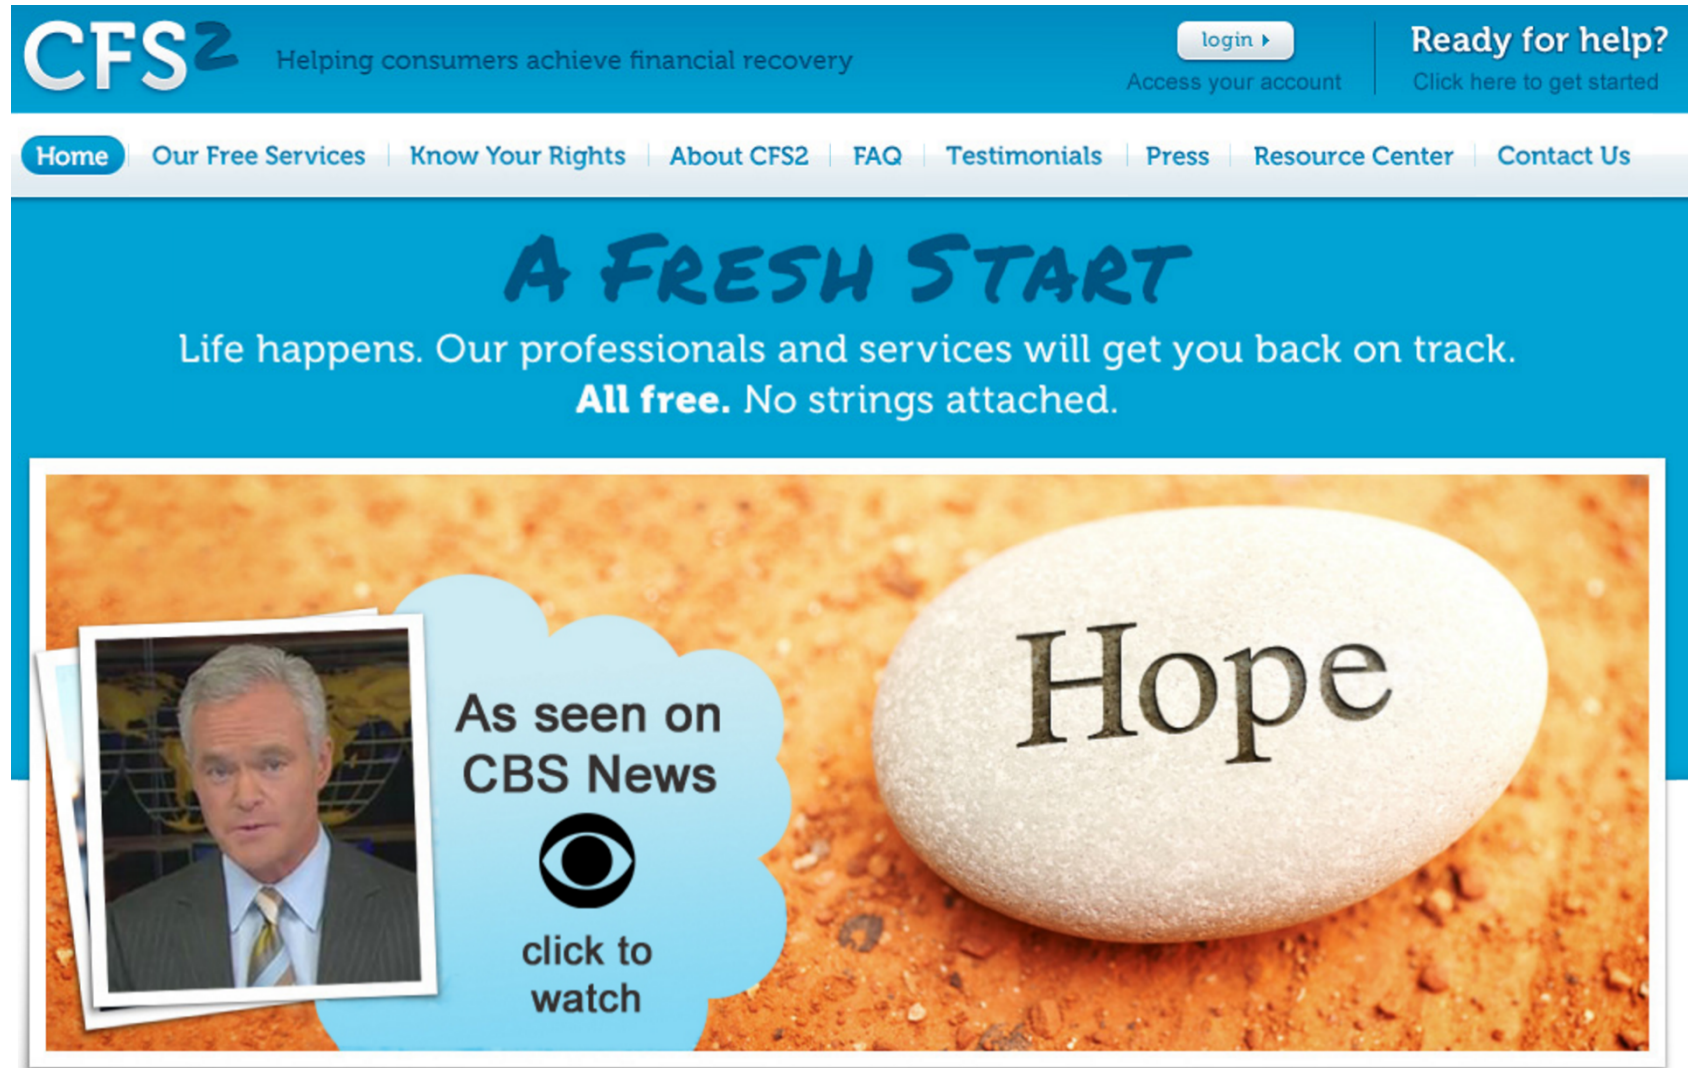 CFS2
Helping consumers achieve financial recovery
login
Access your account
Ready for help?
Click here to get started
Home
Our Free Services
Know Your Rights
About CFS2
FAQ
Testimonials
Press
Resource Center
Contact Us
A FRESH START
Life happens. Our professionals and services will get you back on track.
All free. No strings attached.
As seen on
CBS News
click to
watch
Hope